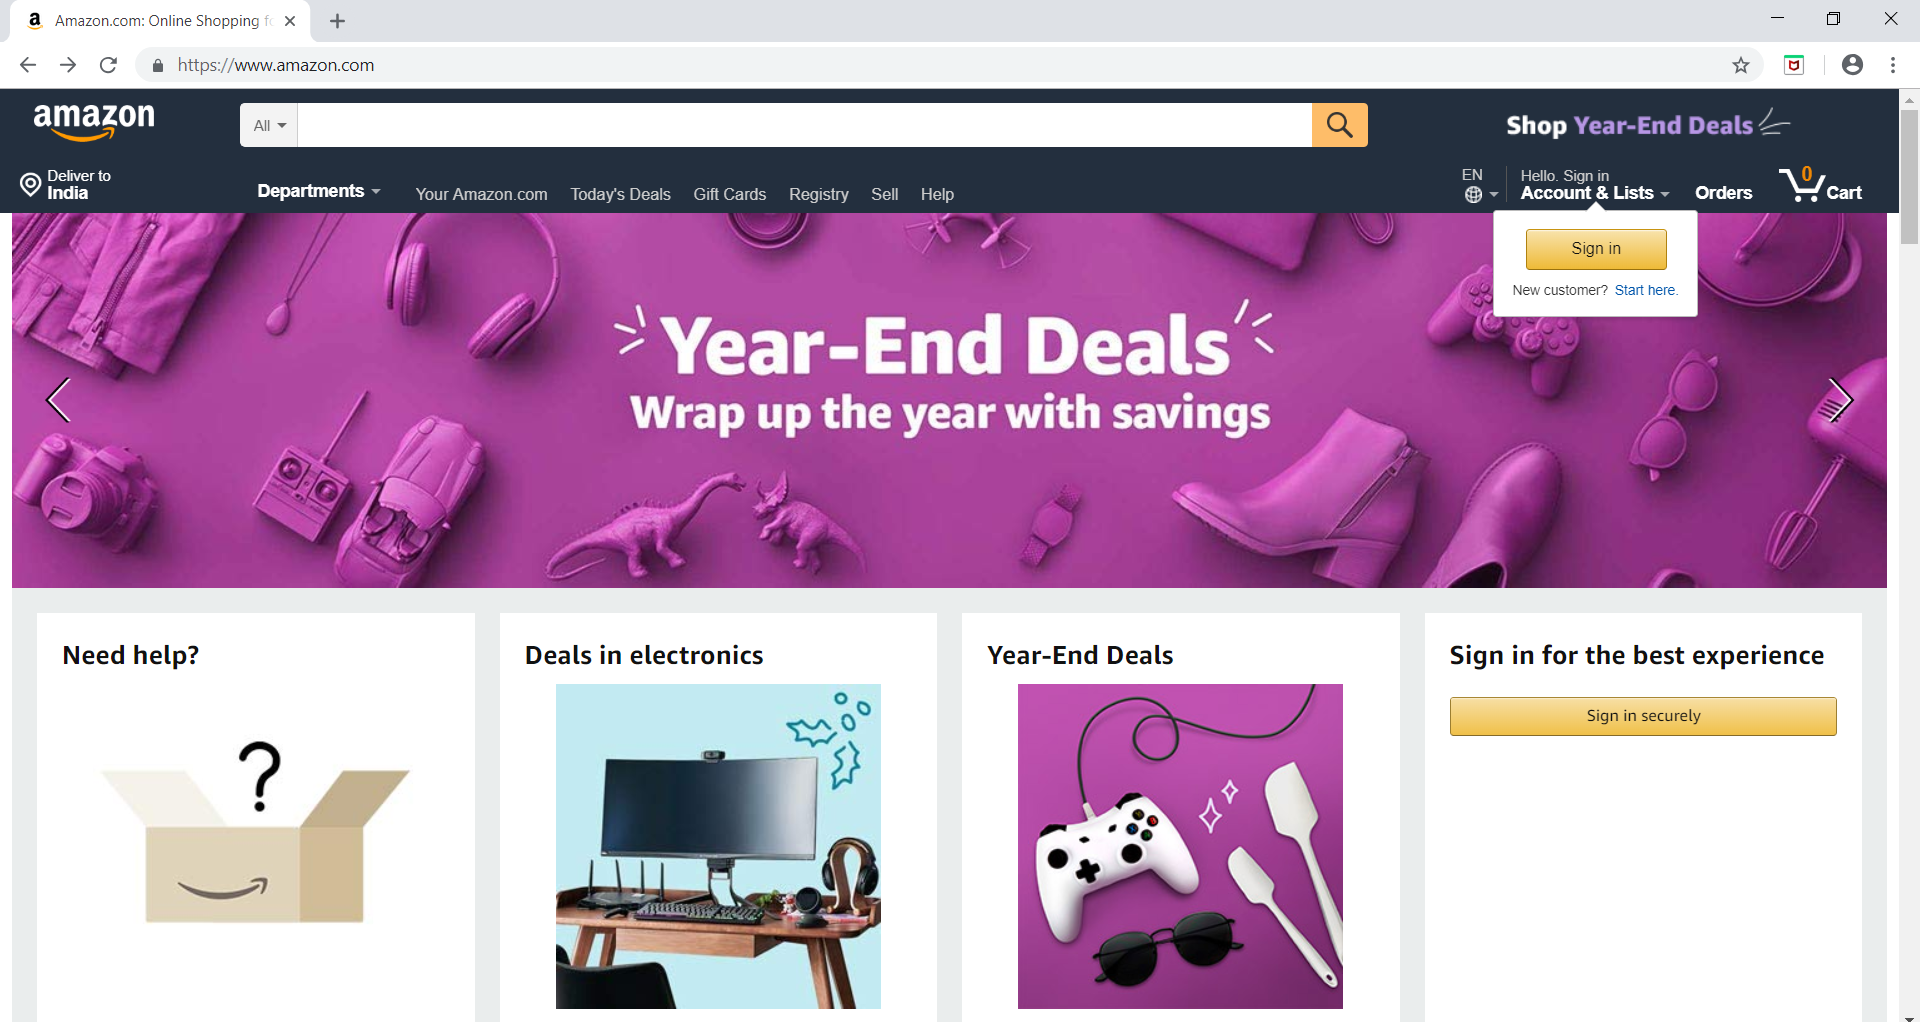 Amazon.com: Online Shopping fo
https://www.amazon.com
amazon
All
Shop Year-End Deals
Deliver to
India
Departments
Your Amazon.com Today's Deals Gift Cards Registry Sell Help
EN
Hello. Sign in
Account & Lists
Orders
0
Cart
Sign in
New customer? Start here.
Year-End Deals
Wrap up the year with savings
Need help?
?
Deals in electronics
Year-End Deals
Sign in for the best experience
Sign in securely